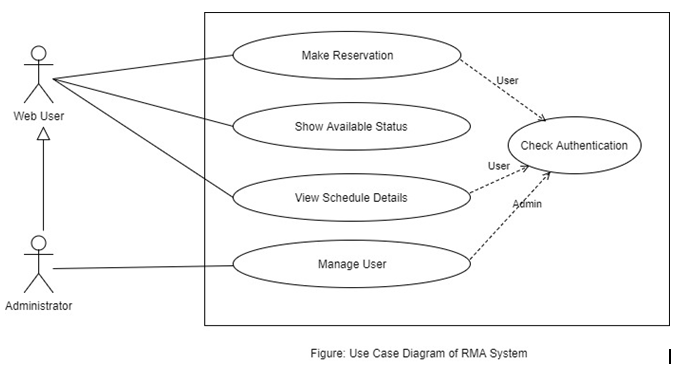 Make Reservation
User
Web User
Show Available Status
Check Authentication
User
View Schedule Details
Admin
Manage User
Administrator
Figure: Use Case Diagram of RMA System